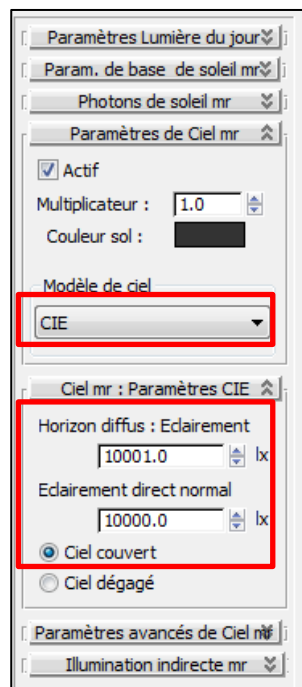 Paramètres Lumière du jour
Param. de base de soleil mr
Photons de soleil mr
Paramètres de Ciel mr
Actif
Multiplicateur : 1.0
Couleur sol :
Modèle de ciel
CIE
Ciel mr : Paramètres CIE
Horizon diffus : Eclairement
10001.0 lx
Eclairement direct normal
10000.0 lx
Ciel couvert
Ciel dégagé
Paramètres avancés de Ciel mr
Illumination indirecte mr